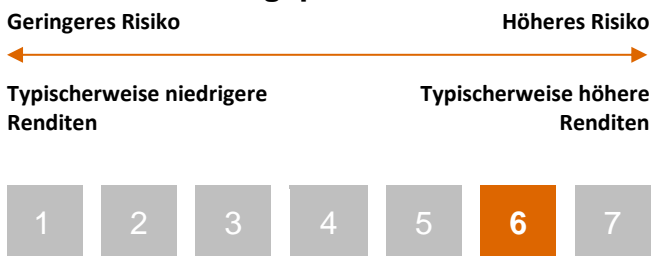 Geringeres Risiko Höheres Risiko
Typischerweise niedrigere Typischerweise höhere
Renditen Renditen
1 2 3 4 5 6 7